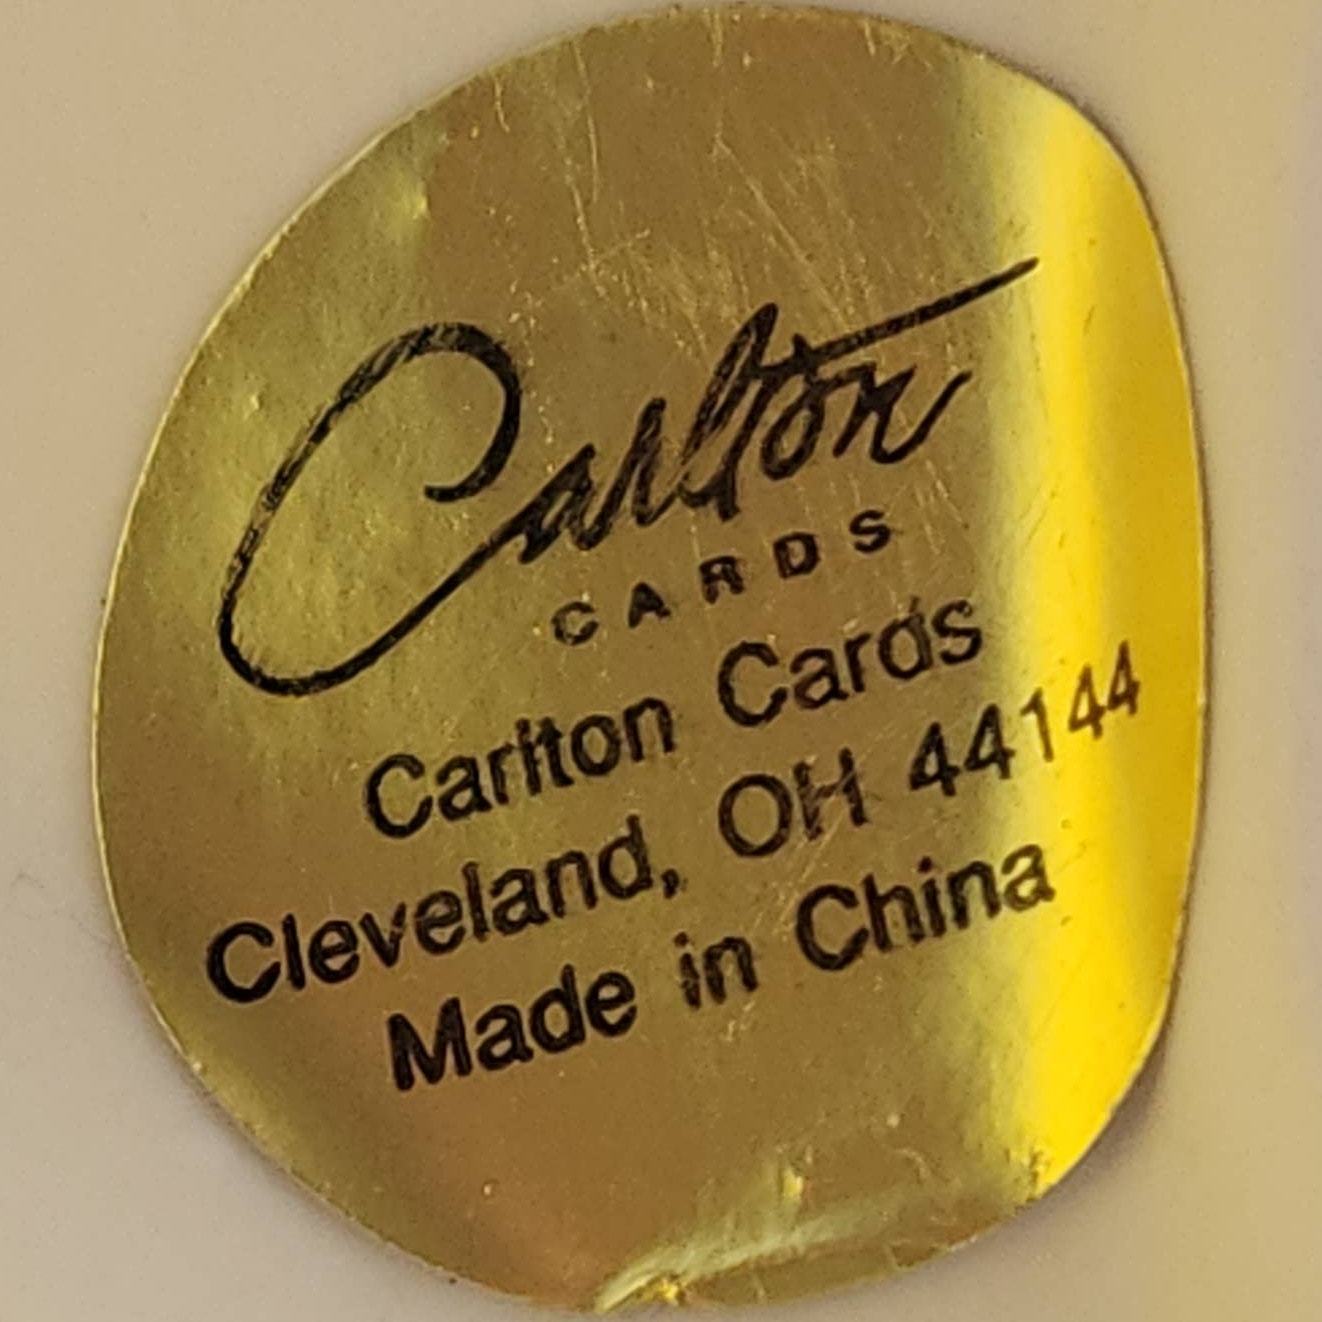 Carlton
CARDS
Carlton Cards
Cleveland, OH 44144
Made in China